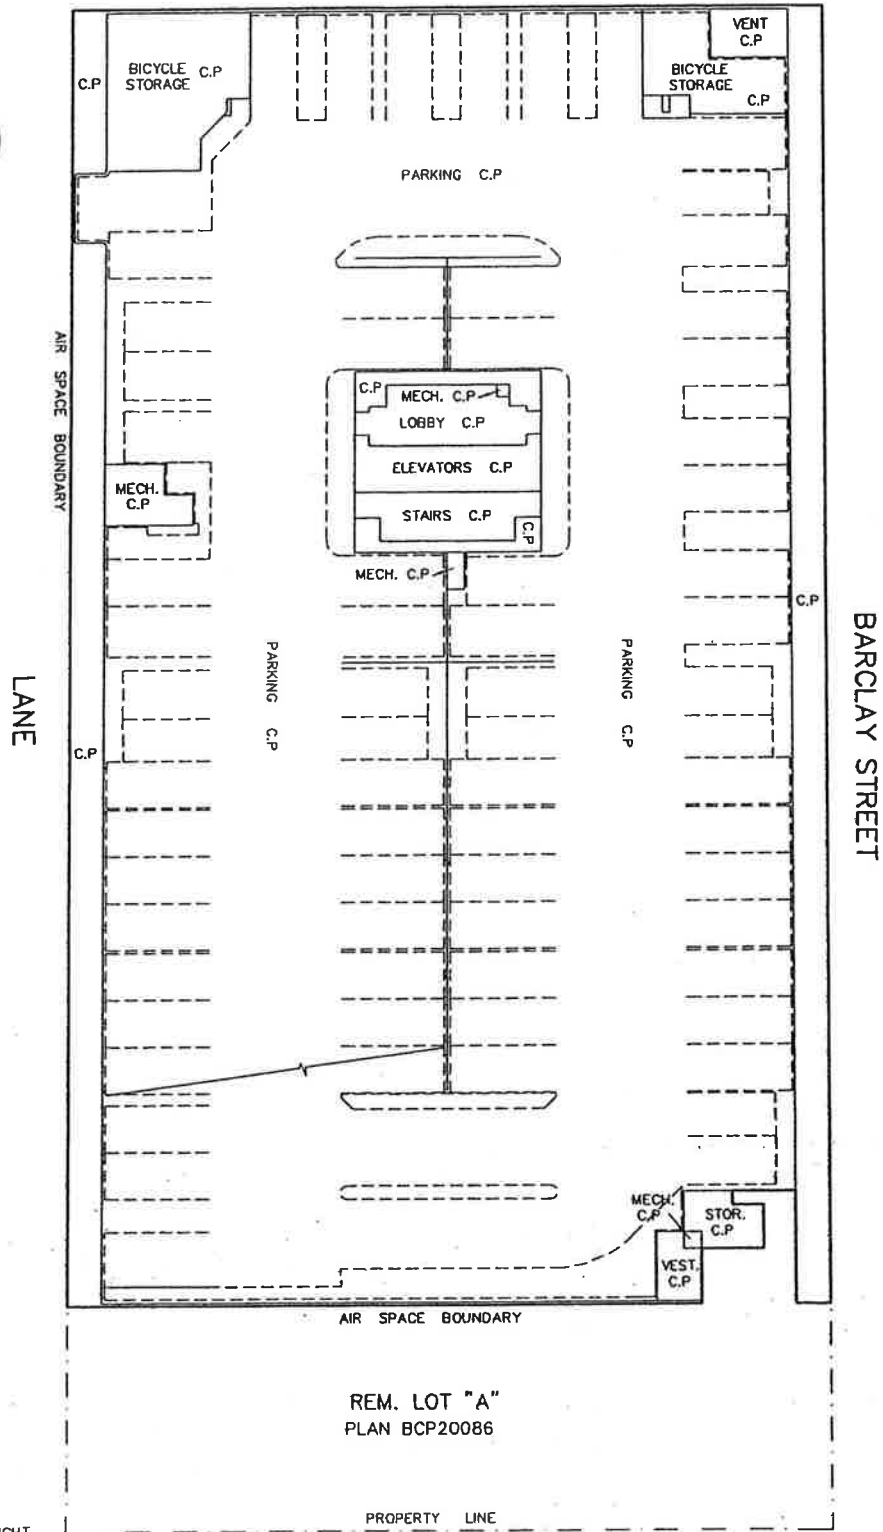 VENT
C.P
C.P
BICYCLE C.P
STORAGE
BICYCLE
STORAGE
C.P
PARKING C.P
AIR SPACE BOUNDARY
C.P
MECH. C.P
LOBBY C.P
ELEVATORS C.P
STAIRS C.P
C.P
MECH.
C.P
MECH. C.P
C.P
BARCLAY STREET
PARKING C.P
PARKING C.P
LANE
C.P
MECH.
C.P
STOR.
C.P
VEST.
C.P
AIR SPACE BOUNDARY
REM. LOT "A"
PLAN BCP20086
PROPERTY LINE